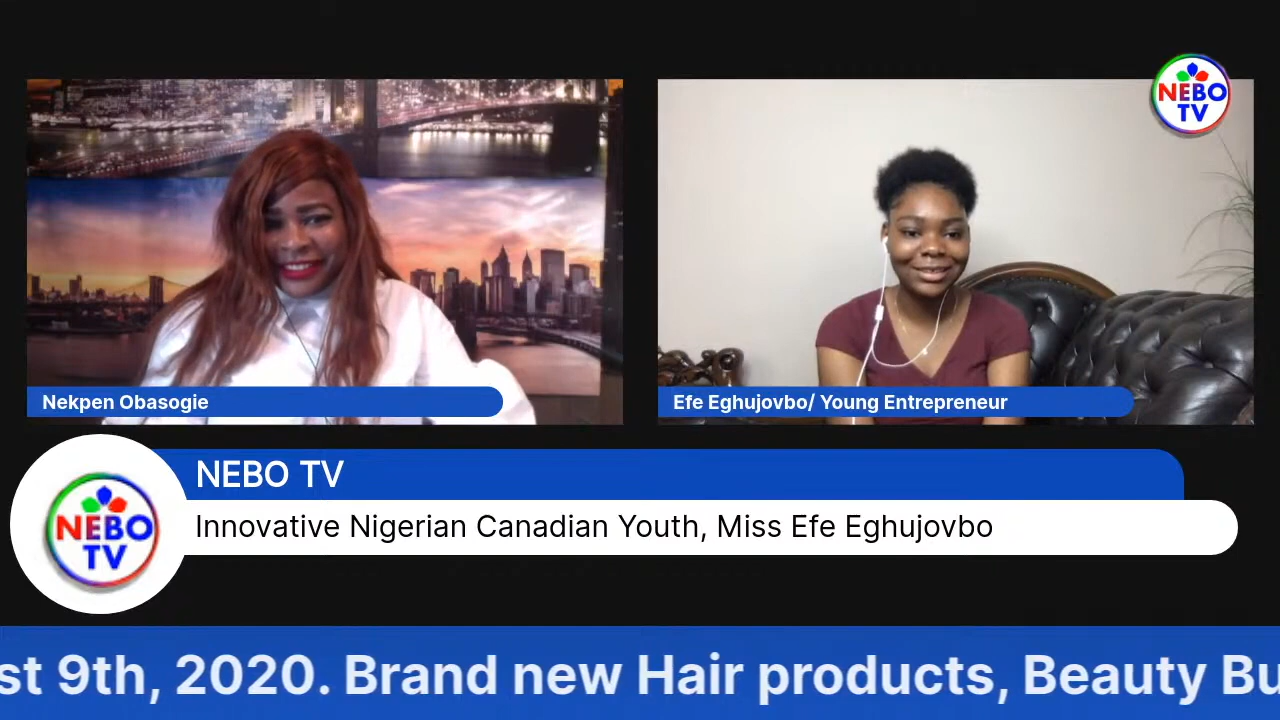 NEBO
TV
Nekpen Obasogie
Efe Eghujovbo/ Young Entrepreneur
NEBO TV
Innovative Nigerian Canadian Youth, Miss Efe Eghujovbo
NEBO
TV
st 9th, 2020. Brand new Hair products, Beauty Bu